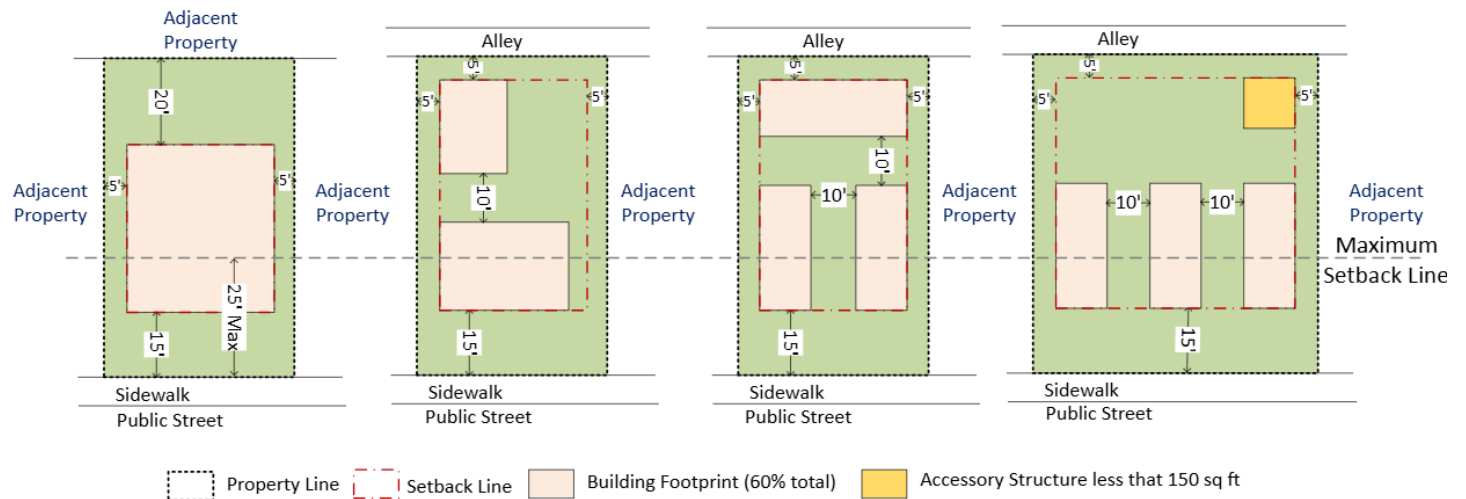 Adjacent
Property
Alley
Alley
Alley
5'
5'
5'
20'
5'
5'
5'
5'
5'
5'
5'
5'
10'
10'
Adjacent
Property
Adjacent
Property
Adjacent
Property
Adjacent
Property
Adjacent
Property
10'
10'
10'
Maximum
Setback Line
25' Max
15'
15'
15'
15'
Sidewalk
Public Street
Sidewalk
Public Street
Sidewalk
Public Street
Sidewalk
Public Street
Property Line
Setback Line
Building Footprint (60% total)
Accessory Structure less that 150 sq ft